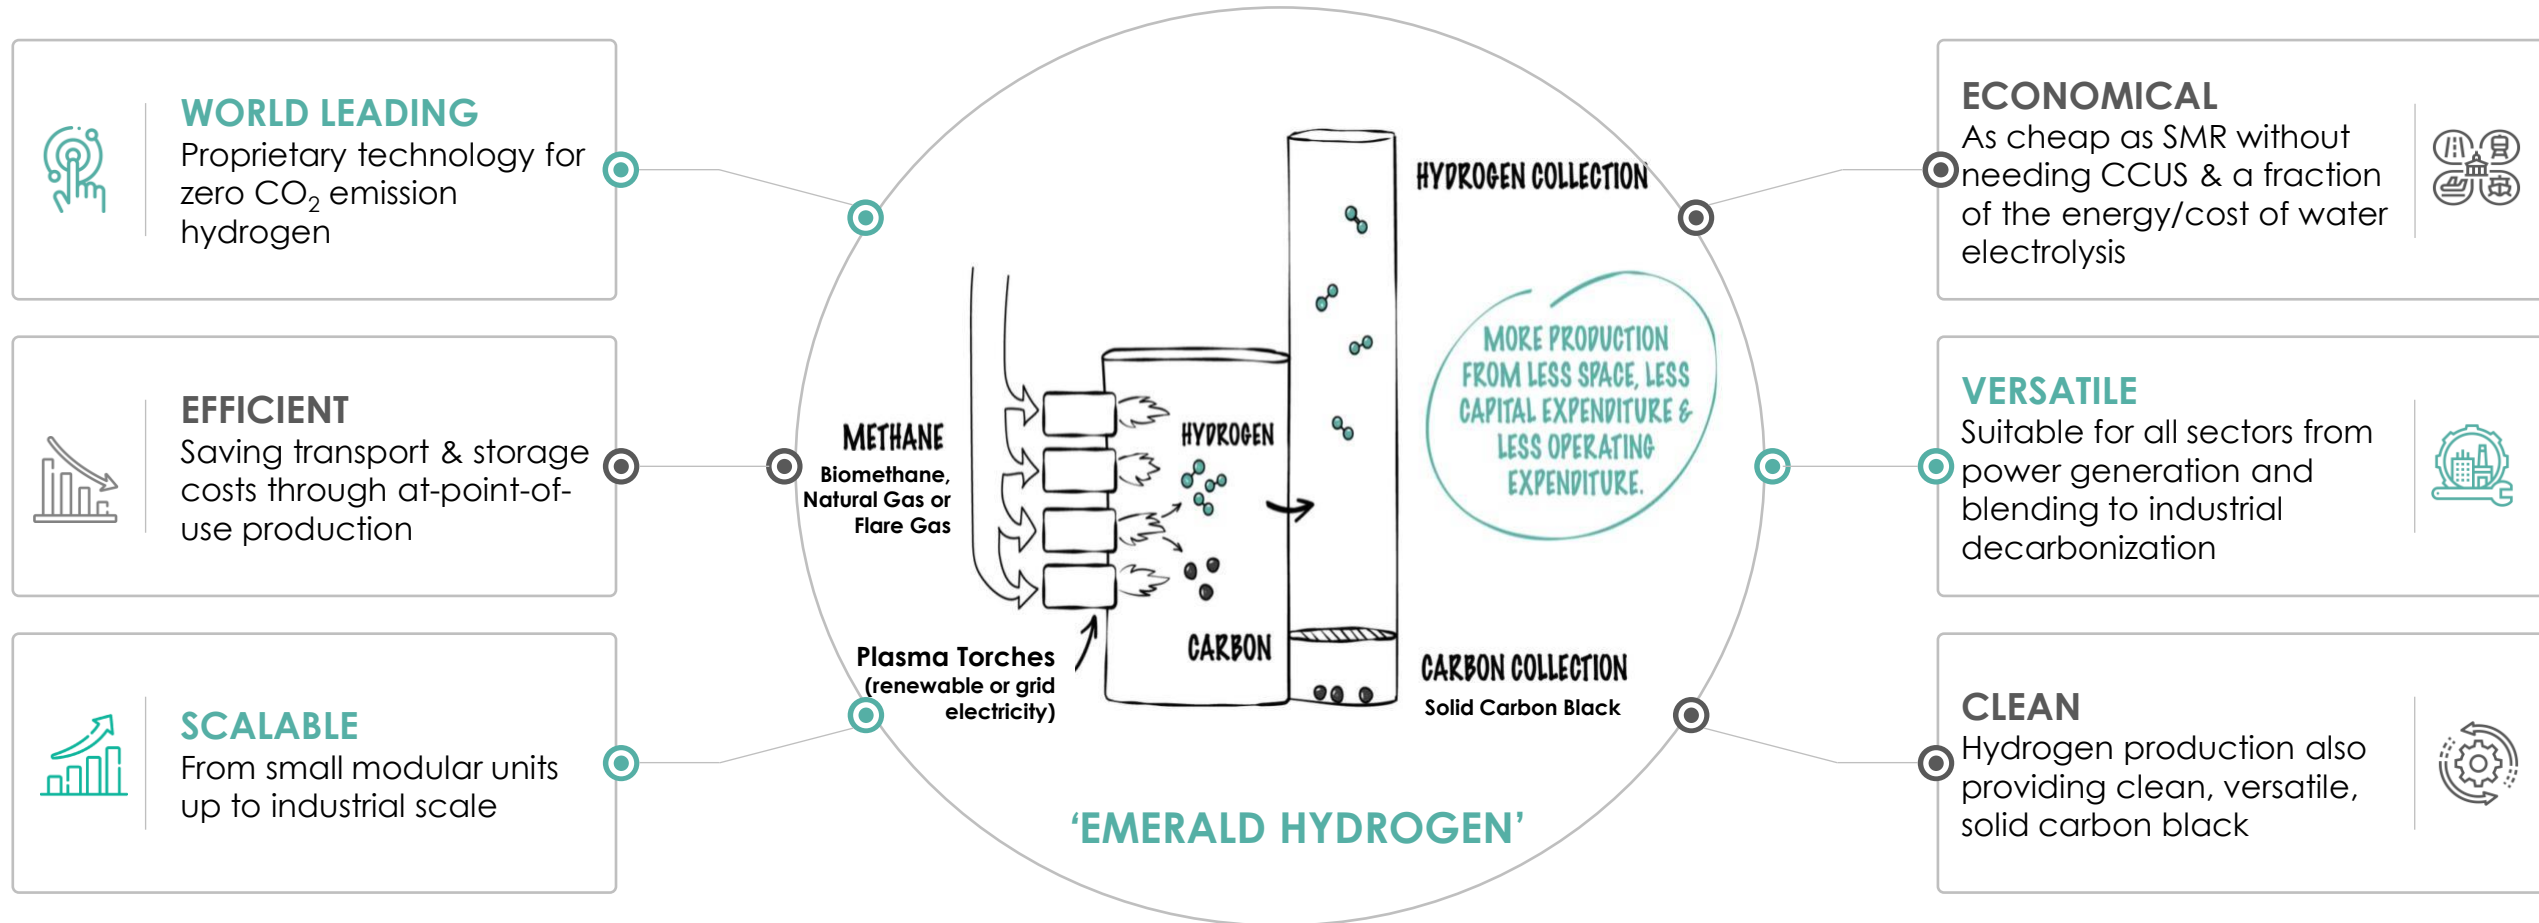 WORLD LEADING
Proprietary technology for
zero CO₂ emission
hydrogen
EFFICIENT
Saving transport & storage
costs through at-point-of-
use production
SCALABLE
From small modular units
up to industrial scale
HYDROGEN COLLECTION
MORE PRODUCTION
FROM LESS SPACE, LESS
CAPITAL EXPENDITURE &
LESS OPERATING
EXPENDITURE.
METHANE
Biomethane,
Natural Gas or
Flare Gas
HYDROGEN
CARBON
Plasma Torches
(renewable or grid
electricity)
CARBON COLLECTION
Solid Carbon Black
‘EMERALD HYDROGEN’
ECONOMICAL
As cheap as SMR without
needing CCUS & a fraction
of the energy/cost of water
electrolysis
VERSATILE
Suitable for all sectors from
power generation and
blending to industrial
decarbonization
CLEAN
Hydrogen production also
providing clean, versatile,
solid carbon black